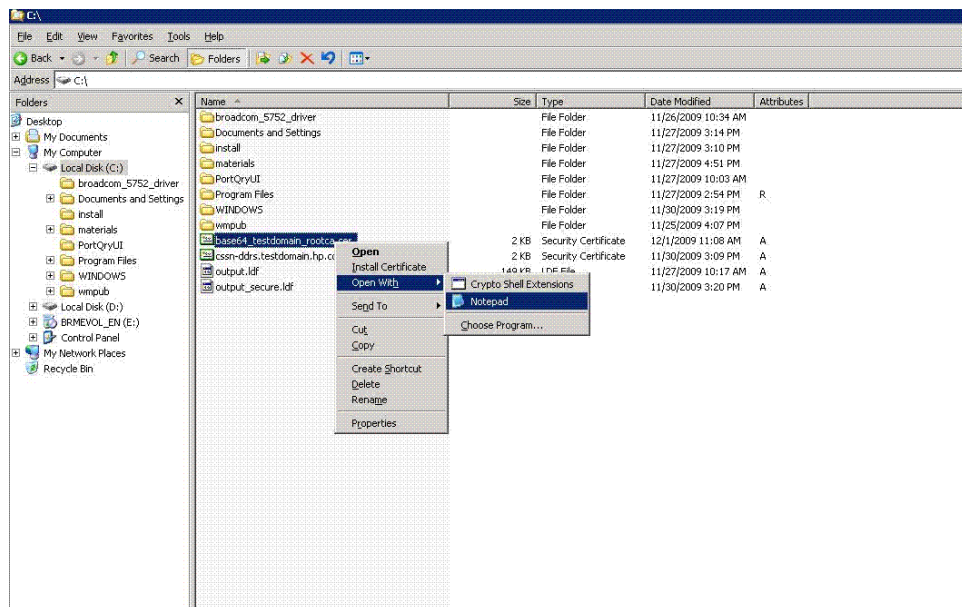 C:\
File Edit View Favorites Tools Help
Back Search Folders
Address C:\
Folders
Name Size Type Date Modified Attributes
Desktop
My Documents
My Computer
Local Disk (C:)
broadcom_5752_driver
Documents and Settings
install
materials
PortQryUI
Program Files
WINDOWS
wmpub
Local Disk (D:)
BRMEVOL_EN (E:)
Control Panel
My Network Places
Recycle Bin
broadcom_5752_driver File Folder 11/26/2009 10:34 AM
Documents and Settings File Folder 11/27/2009 3:14 PM
install File Folder 11/27/2009 3:10 PM
materials File Folder 11/27/2009 4:51 PM
PortQryUI File Folder 11/27/2009 10:03 AM
Program Files File Folder 11/27/2009 2:54 PM R
WINDOWS File Folder 11/30/2009 3:19 PM
wmpub File Folder 11/25/2009 4:07 PM
base64_testdomain_rootca.cer 2 KB Security Certificate 12/1/2009 11:08 AM A
cssn-ddrs.testdomain.hp.co 2 KB Security Certificate 11/30/2009 3:09 PM A
output.ldf 149 KB LDF File 11/27/2009 10:17 AM A
output_secure.ldf 11/30/2009 3:20 PM A
Open
Install Certificate
Open With
Send To
Cut
Copy
Create Shortcut
Delete
Rename
Properties
Crypto Shell Extensions
Notepad
Choose Program...